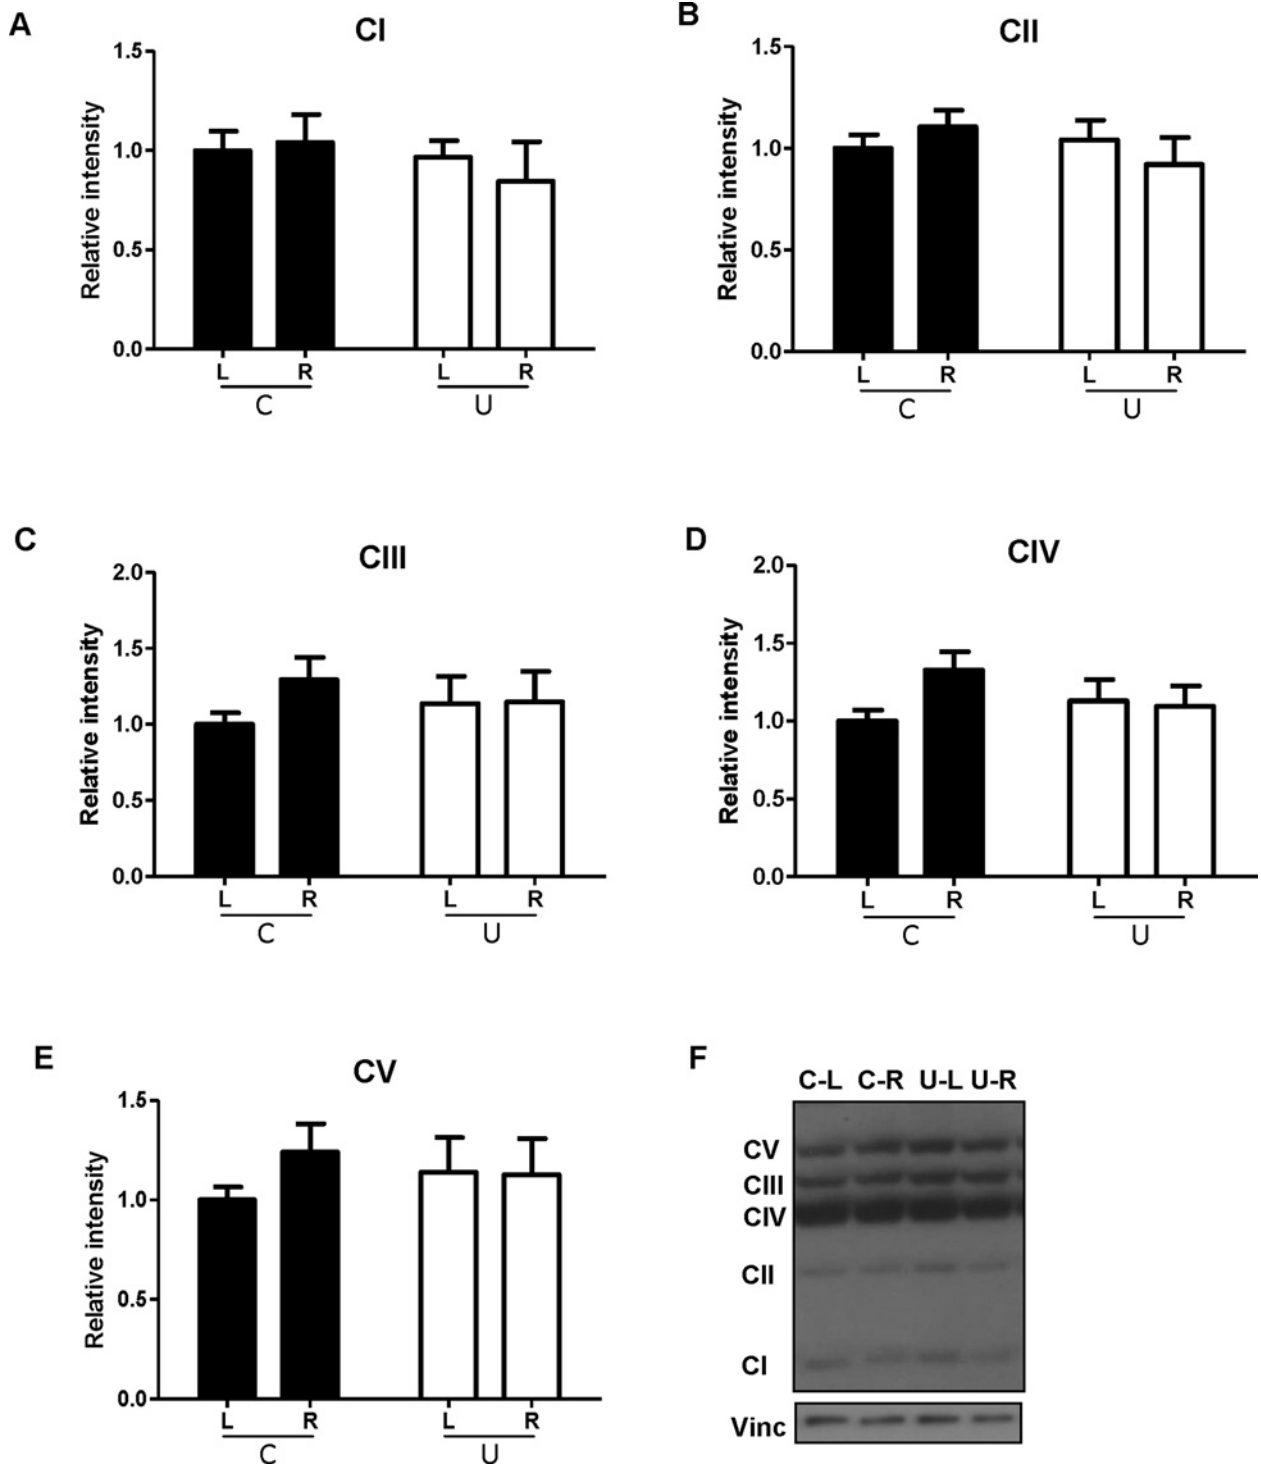 A
CI
Relative intensity
1.5
1.0
0.5
0.0
L R L R
C U
B
CII
Relative intensity
1.5
1.0
0.5
0.0
L R L R
C U
C
CIII
Relative intensity
2.0
1.5
1.0
0.5
0.0
L R L R
C U
D
CIV
Relative intensity
2.0
1.5
1.0
0.5
0.0
L R L R
C U
E
CV
Relative intensity
1.5
1.0
0.5
0.0
L R L R
C U
F
C-L C-R U-L U-R
CV
CIII
CIV
CII
CI
Vinc